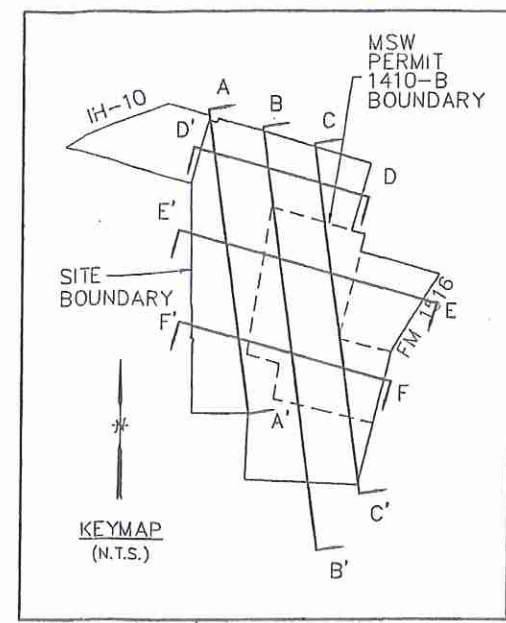 MSW
PERMIT
1410-B
BOUNDARY
A
B
C
IH-10
D'
D
E'
SITE
BOUNDARY
E
FM 1516
F'
F
A'
N
C'
KEYMAP
(N.T.S.)
B'